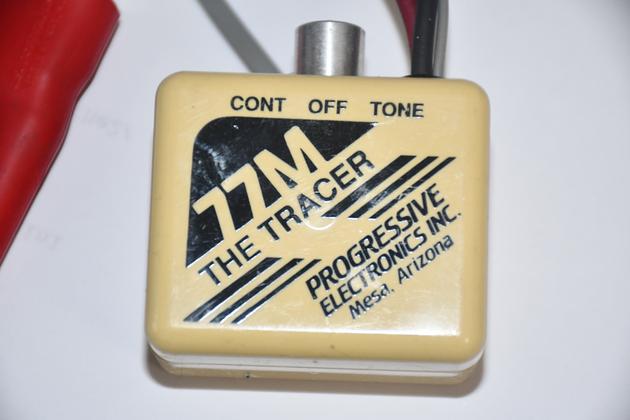 CONT OFF TONE
77M
THE TRACER
PROGRESSIVE
ELECTRONICS INC.
Mesa, Arizona